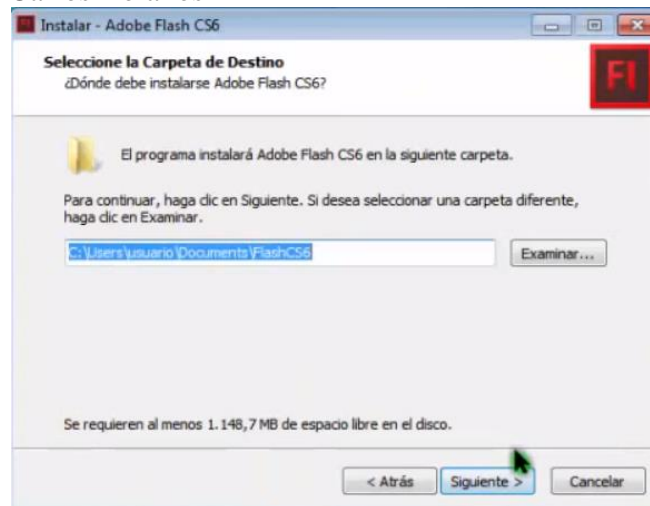 Instalar - Adobe Flash CS6
Seleccione la Carpeta de Destino
¿Dónde debe instalarse Adobe Flash CS6?
Fl
El programa instalará Adobe Flash CS6 en la siguiente carpeta.
Para continuar, haga clic en Siguiente. Si desea seleccionar una carpeta diferente,
haga clic en Examinar.
C:\Users\usuario\Documents\FlashCS6
Examinar...
Se requieren al menos 1.148,7 MB de espacio libre en el disco.
< Atrás
Siguiente >
Cancelar